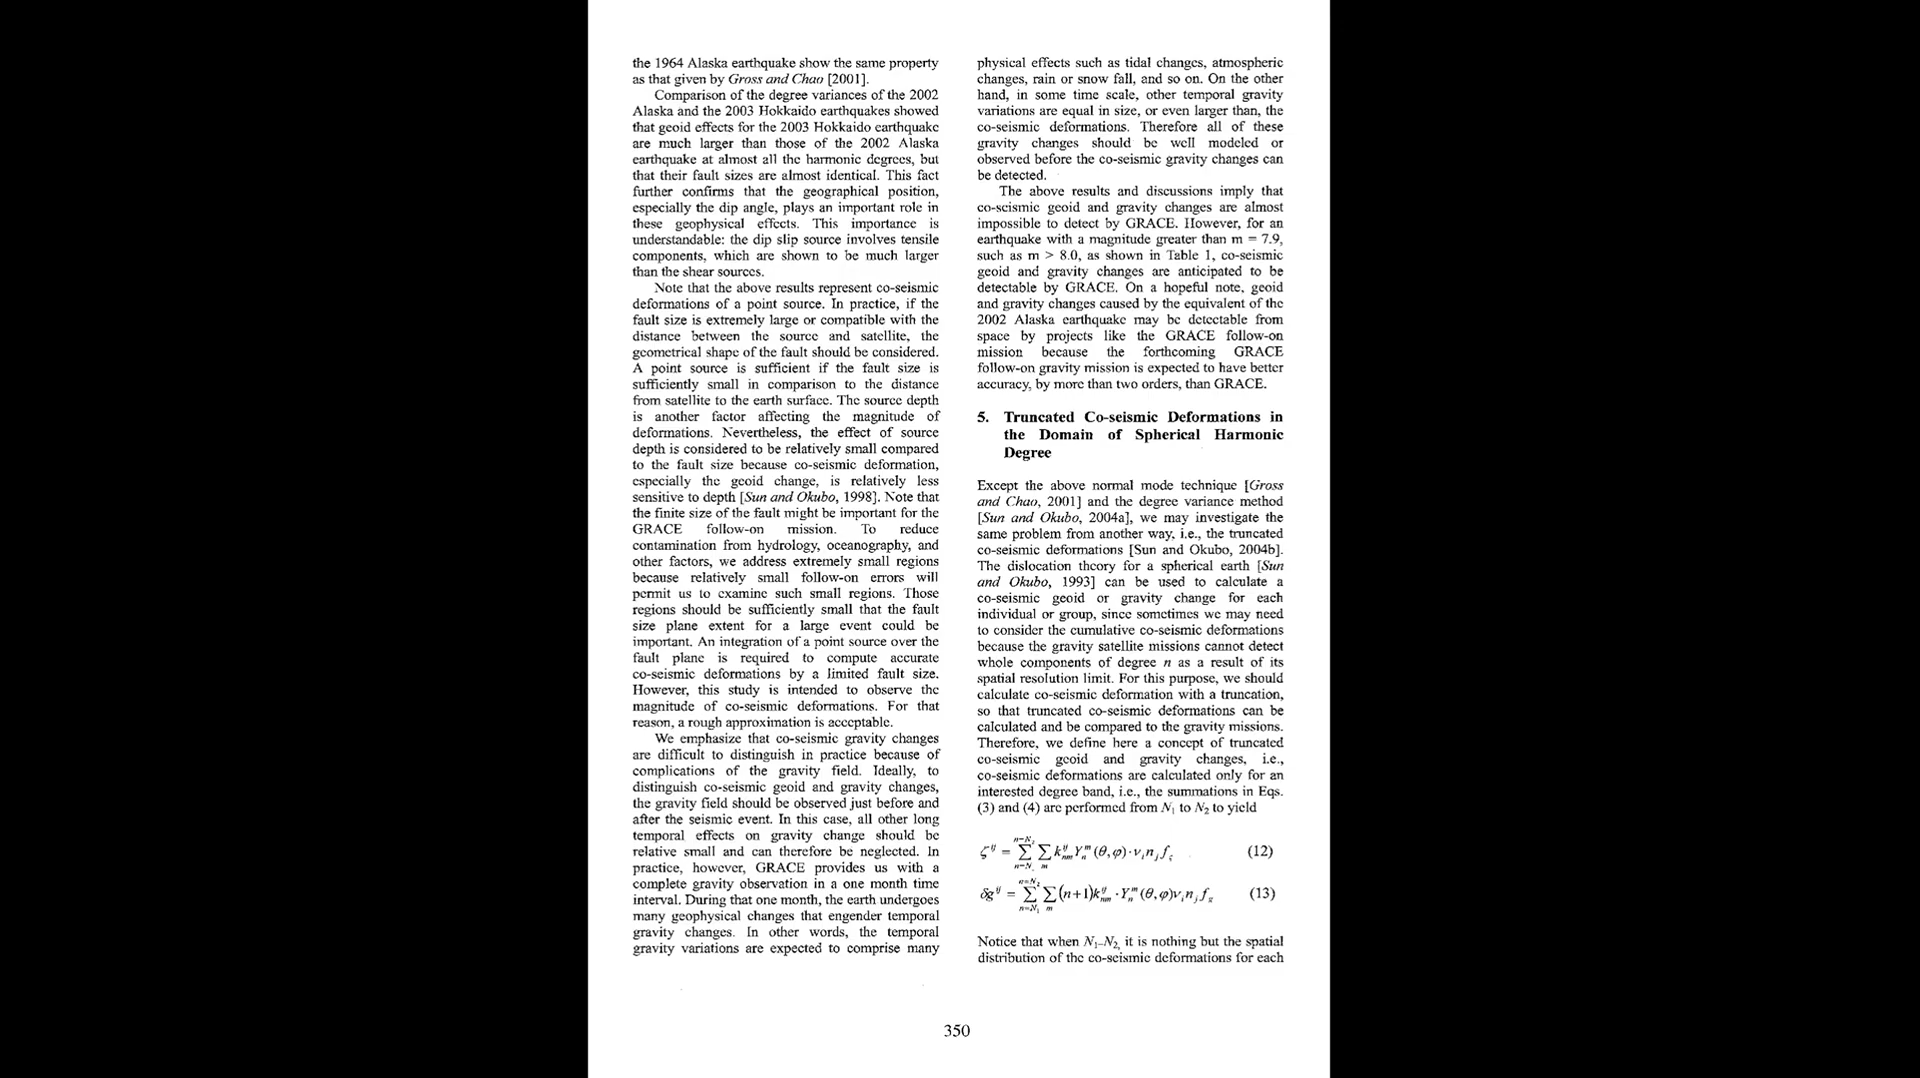 the 1964 Alaska earthquake show the same property
as that given by Gross and Chao [2001].
Comparison of the degree variances of the 2002
Alaska and the 2003 Hokkaido earthquakes showed
that geoid effects for the 2003 Hokkaido earthquake
are much larger than those of the 2002 Alaska
earthquake at almost all the harmonic degrees, but
that their fault sizes are almost identical. This fact
further confirms that the geographical position,
especially the dip angle, plays an important role in
these geophysical effects. This importance is
understandable: the dip slip source involves tensile
components, which are shown to be much larger
than the shear sources.
Note that the above results represent co-seismic
deformations of a point source. In practice, if the
fault size is extremely large or compatible with the
distance between the source and satellite, the
geometrical shape of the fault should be considered.
A point source is sufficient if the fault size is
sufficiently small in comparison to the distance
from satellite to the earth surface. The source depth
is another factor affecting the magnitude of
deformations. Nevertheless, the effect of source
depth is considered to be relatively small compared
to the fault size because co-seismic deformation,
especially the geoid change, is relatively less
sensitive to depth [Sun and Okubo, 1998]. Note that
the finite size of the fault might be important for the
GRACE follow-on mission. To reduce
contamination from hydrology, oceanography, and
other factors, we address extremely small regions
because relatively small follow-on errors will
permit us to examine such small regions. Those
regions should be sufficiently small that the fault
size plane extent for a large event could be
important. An integration of a point source over the
fault plane is required to compute accurate
co-seismic deformations by a limited fault size.
However, this study is intended to observe the
magnitude of co-seismic deformations. For that
reason, a rough approximation is acceptable.
We emphasize that co-seismic gravity changes
are difficult to distinguish in practice because of
complications of the gravity field. Ideally, to
distinguish co-seismic geoid and gravity changes,
the gravity field should be observed just before and
after the seismic event. In this case, all other long
temporal effects on gravity change should be
relative small and can therefore be neglected. In
practice, however, GRACE provides us with a
complete gravity observation in a one month time
interval. During that one month, the earth undergoes
many geophysical changes that engender temporal
gravity changes. In other words, the temporal
gravity variations are expected to comprise many
physical effects such as tidal changes, atmospheric
changes, rain or snow fall, and so on. On the other
hand, in some time scale, other temporal gravity
variations are equal in size, or even larger than, the
co-seismic deformations. Therefore all of these
gravity changes should be well modeled or
observed before the co-seismic gravity changes can
be detected.
The above results and discussions imply that
co-seismic geoid and gravity changes are almost
impossible to detect by GRACE. However, for an
earthquake with a magnitude greater than m = 7.9,
such as m > 8.0, as shown in Table 1, co-seismic
geoid and gravity changes are anticipated to be
detectable by GRACE. On a hopeful note, geoid
and gravity changes caused by the equivalent of the
2002 Alaska earthquake may be detectable from
space by projects like the GRACE follow-on
mission because the forthcoming GRACE
follow-on gravity mission is expected to have better
accuracy, by more than two orders, than GRACE.
5. Truncated Co-seismic Deformations in
the Domain of Spherical Harmonic
Degree
Except the above normal mode technique [Gross
and Chao, 2001] and the degree variance method
[Sun and Okubo, 2004a], we may investigate the
same problem from another way, i.e., the truncated
co-seismic deformations [Sun and Okubo, 2004b].
The dislocation theory for a spherical earth [Sun
and Okubo, 1993] can be used to calculate a
co-seismic geoid or gravity change for each
individual or group, since sometimes we may need
to consider the cumulative co-seismic deformations
because the gravity satellite missions cannot detect
whole components of degree n as a result of its
spatial resolution limit. For this purpose, we should
calculate co-seismic deformation with a truncation,
so that truncated co-seismic deformations can be
calculated and be compared to the gravity missions.
Therefore, we define here a concept of truncated
co-seismic geoid and gravity changes, i.e.,
co-seismic deformations are calculated only for an
interested degree band, i.e., the summations in Eqs.
(3) and (4) are performed from N₁ to N₂ to yield
ζ^{ij} = ∑_{n=N₁}^{n=N₂} ∑_m k_{nm}^{ij} Y_n^m (θ,φ)·ν_i n_j f_ζ (12)
δg^{ij} = ∑_{n=N₁}^{n=N₂} ∑_m (n+1)k_{nm}^{ij} · Y_n^m (θ,φ)ν_i n_j f_g (13)
Notice that when N₁=N₂, it is nothing but the spatial
distribution of the co-seismic deformations for each
350